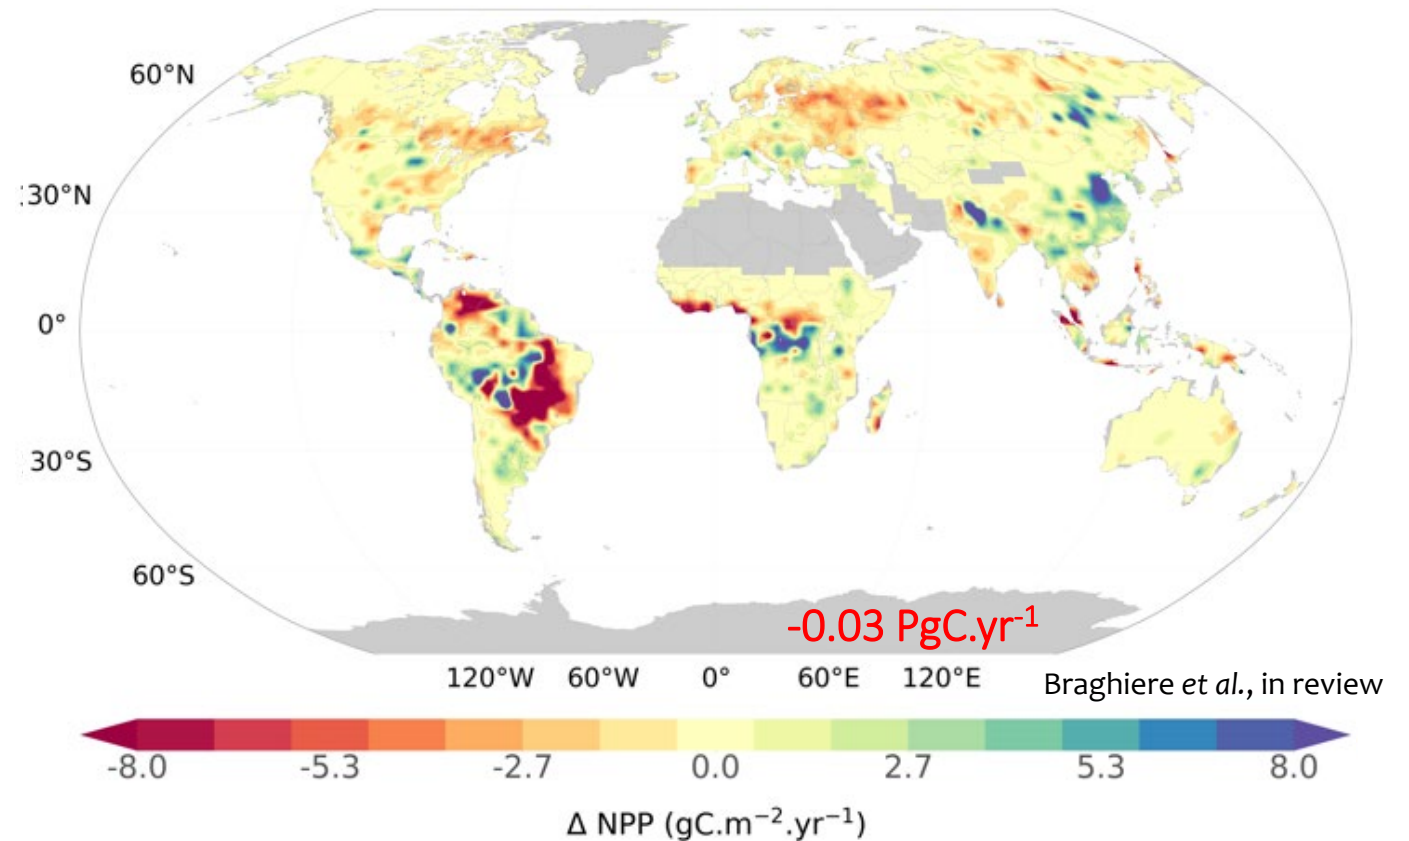 60°N
:30°N
0°
30°S
60°S
-0.03 PgC.yr⁻¹
120°W 60°W 0° 60°E 120°E
Braghiere et al., in review
-8.0 -5.3 -2.7 0.0 2.7 5.3 8.0
Δ NPP (gC.m⁻².yr⁻¹)